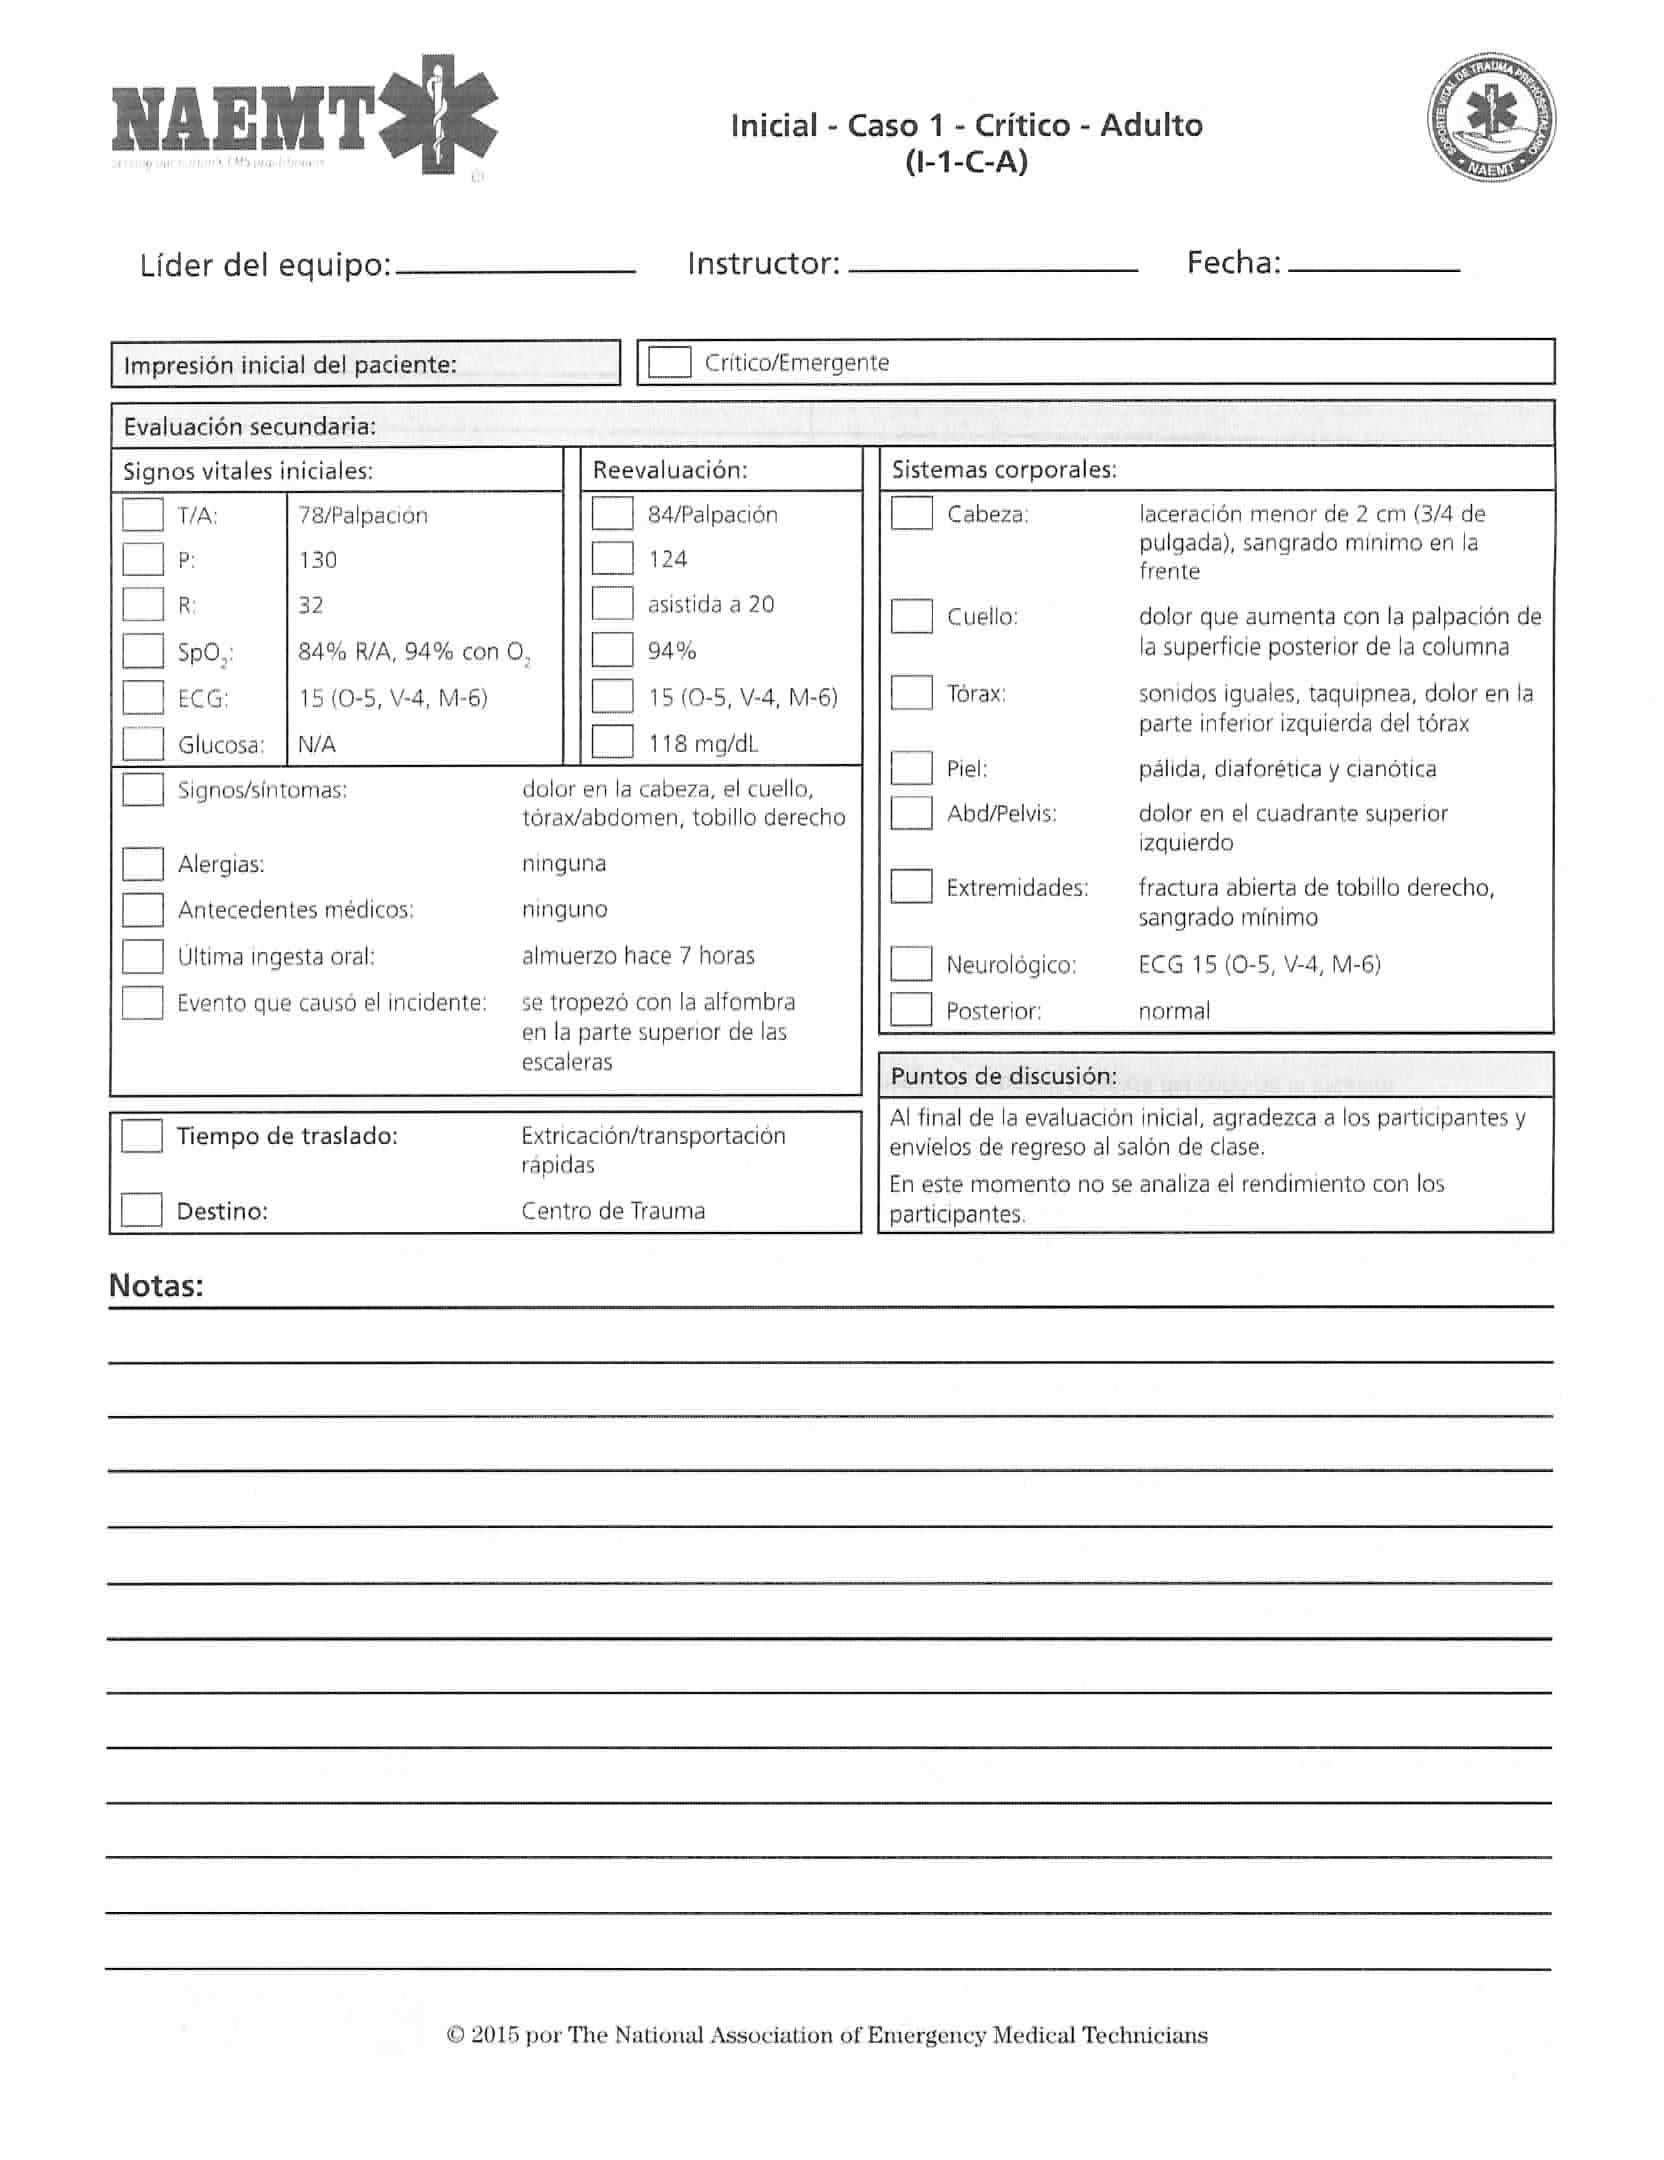 NAEMT
Inicial - Caso 1 - Crítico - Adulto
(I-1-C-A)
SOPORTE VITAL DE TRAUMA PREHOSPITALARIO
NAEMT
Líder del equipo:
Instructor:
Fecha:
Impresión inicial del paciente:
Crítico/Emergente
Evaluación secundaria:
Signos vitales iniciales:
T/A: 78/Palpación
P: 130
R: 32
SpO2: 84% R/A, 94% con O2
ECG: 15 (O-5, V-4, M-6)
Glucosa: N/A
Reevaluación:
84/Palpación
124
asistida a 20
94%
15 (O-5, V-4, M-6)
118 mg/dL
Signos/síntomas: dolor en la cabeza, el cuello,
tórax/abdomen, tobillo derecho
Alergias: ninguna
Antecedentes médicos: ninguno
Última ingesta oral: almuerzo hace 7 horas
Evento que causó el incidente: se tropezó con la alfombra
en la parte superior de las
escaleras
Tiempo de traslado: Extricación/transportación
rápidas
Destino: Centro de Trauma
Sistemas corporales:
Cabeza: laceración menor de 2 cm (3/4 de
pulgada), sangrado mínimo en la
frente
Cuello: dolor que aumenta con la palpación de
la superficie posterior de la columna
Tórax: sonidos iguales, taquipnea, dolor en la
parte inferior izquierda del tórax
Piel: pálida, diaforética y cianótica
Abd/Pelvis: dolor en el cuadrante superior
izquierdo
Extremidades: fractura abierta de tobillo derecho,
sangrado mínimo
Neurológico: ECG 15 (O-5, V-4, M-6)
Posterior: normal
Puntos de discusión:
Al final de la evaluación inicial, agradezca a los participantes y
envíelos de regreso al salón de clase.
En este momento no se analiza el rendimiento con los
participantes.
Notas:
© 2015 por The National Association of Emergency Medical Technicians